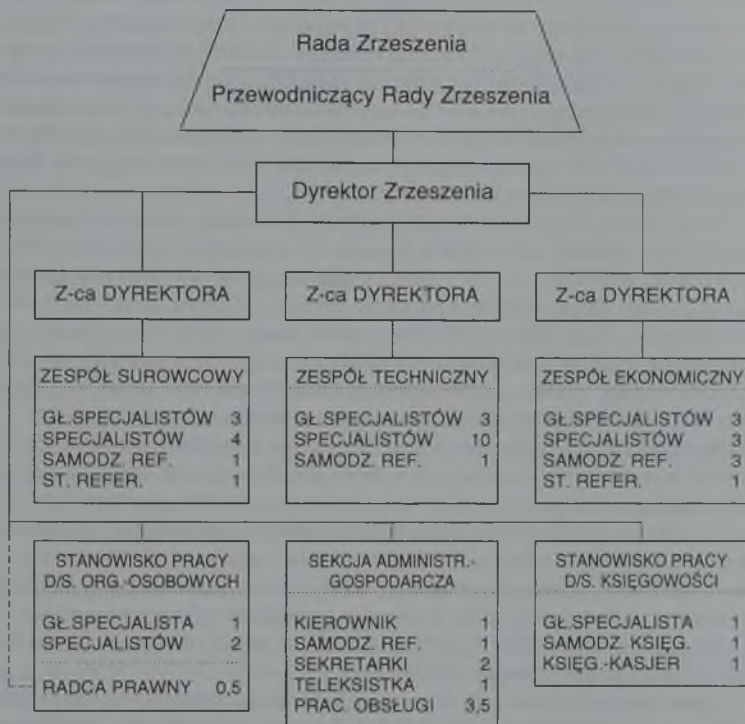 Rada Zrzeszenia
Przewodniczący Rady Zrzeszenia
Dyrektor Zrzeszenia
Z-ca DYREKTORA
Z-ca DYREKTORA
Z-ca DYREKTORA
ZESPÓŁ SUROWCOWY
GŁ.SPECJALISTÓW 3
SPECJALISTÓW 4
SAMODZ. REF. 1
ST. REFER. 1
ZESPÓŁ TECHNICZNY
GŁ.SPECJALISTÓW 3
SPECJALISTÓW 10
SAMODZ. REF. 1
ZESPÓŁ EKONOMICZNY
GŁ.SPECJALISTÓW 3
SPECJALISTÓW 3
SAMODZ. REF. 3
ST. REFER. 1
STANOWISKO PRACY
D/S. ORG.-OSOBOWYCH
GŁ.SPECJALISTA 1
SPECJALISTÓW 2
RADCA PRAWNY 0,5
SEKCJA ADMINISTR.-
GOSPODARCZA
KIEROWNIK 1
SAMODZ. REF. 1
SEKRETARKI 2
TELEKSISTKA 1
PRAC. OBSŁUGI 3,5
STANOWISKO PRACY
D/S. KSIĘGOWOŚCI
GŁ.SPECJALISTA 1
SAMODZ. KSIĘG. 1
KSIĘG.-KASJER 1